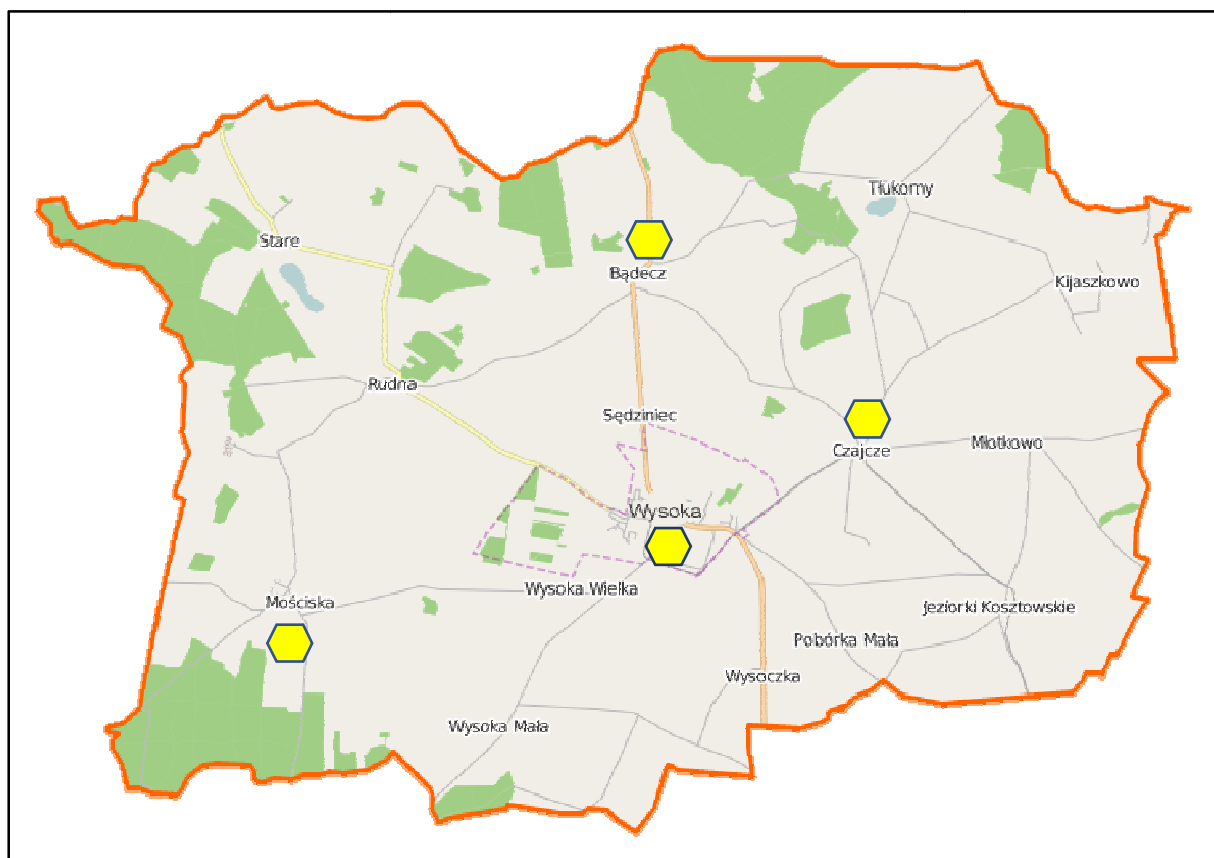 Tłukomy
Stare
Bądecz
Kijaszkowo
Rudna
Sędziniec
Młotkowo
Czajcze
Wysoka
Wysoka Wielka
Mościska
Jeziorki Kosztowskie
Pobórka Mała
Wysoczka
Wysoka Mała